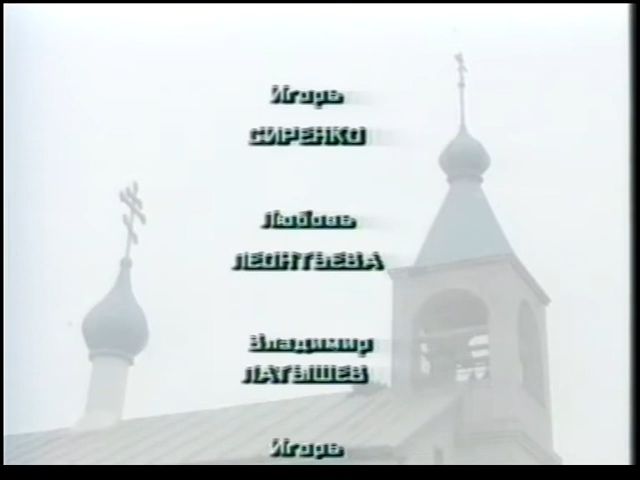 Игорь
СИРЕНКО
Любовь
ЛЕОНТЬЕВА
Владимир
ЛАТЫШЕВ
Игорь